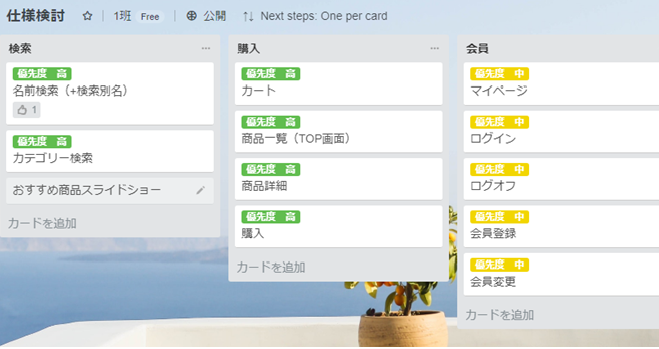 仕様検討
1班 Free
公開
Next steps: One per card
検索
優先度 高
名前検索（+検索別名）
1
優先度 高
カテゴリー検索
おすすめ商品スライドショー
カードを追加
購入
優先度 高
カート
優先度 高
商品一覧（TOP画面）
優先度 高
商品詳細
優先度 高
購入
カードを追加
会員
優先度 中
マイページ
優先度 中
ログイン
優先度 中
ログオフ
優先度 中
会員登録
優先度 中
会員変更
カードを追加